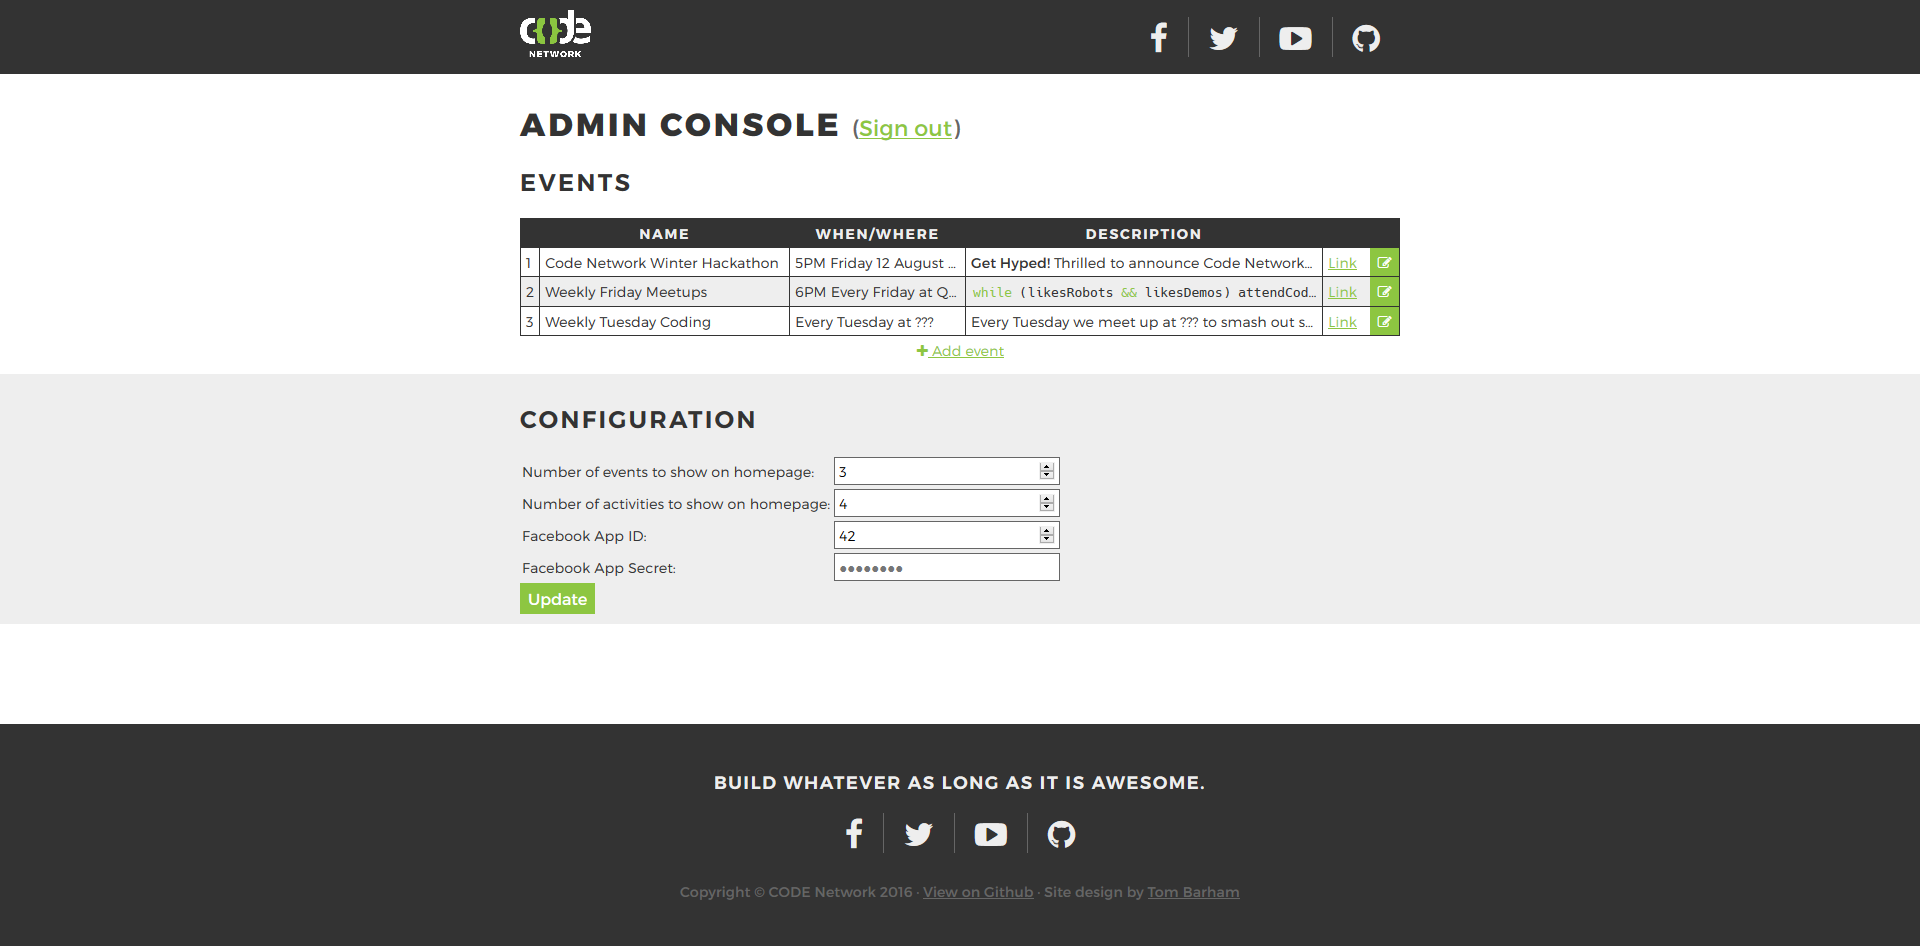 CODE
NETWORK
ADMIN CONSOLE (Sign out)
EVENTS
NAME WHEN/WHERE DESCRIPTION
1 Code Network Winter Hackathon 5PM Friday 12 August ... Get Hyped! Thrilled to announce Code Network... Link
2 Weekly Friday Meetups 6PM Every Friday at Q... while (likesRobots && likesDemos) attendCod... Link
3 Weekly Tuesday Coding Every Tuesday at ??? Every Tuesday we meet up at ??? to smash out s... Link
Add event
CONFIGURATION
Number of events to show on homepage: 3
Number of activities to show on homepage: 4
Facebook App ID: 42
Facebook App Secret: ●●●●●●●●
Update
BUILD WHATEVER AS LONG AS IT IS AWESOME.
Copyright © CODE Network 2016 · View on Github · Site design by Tom Barham